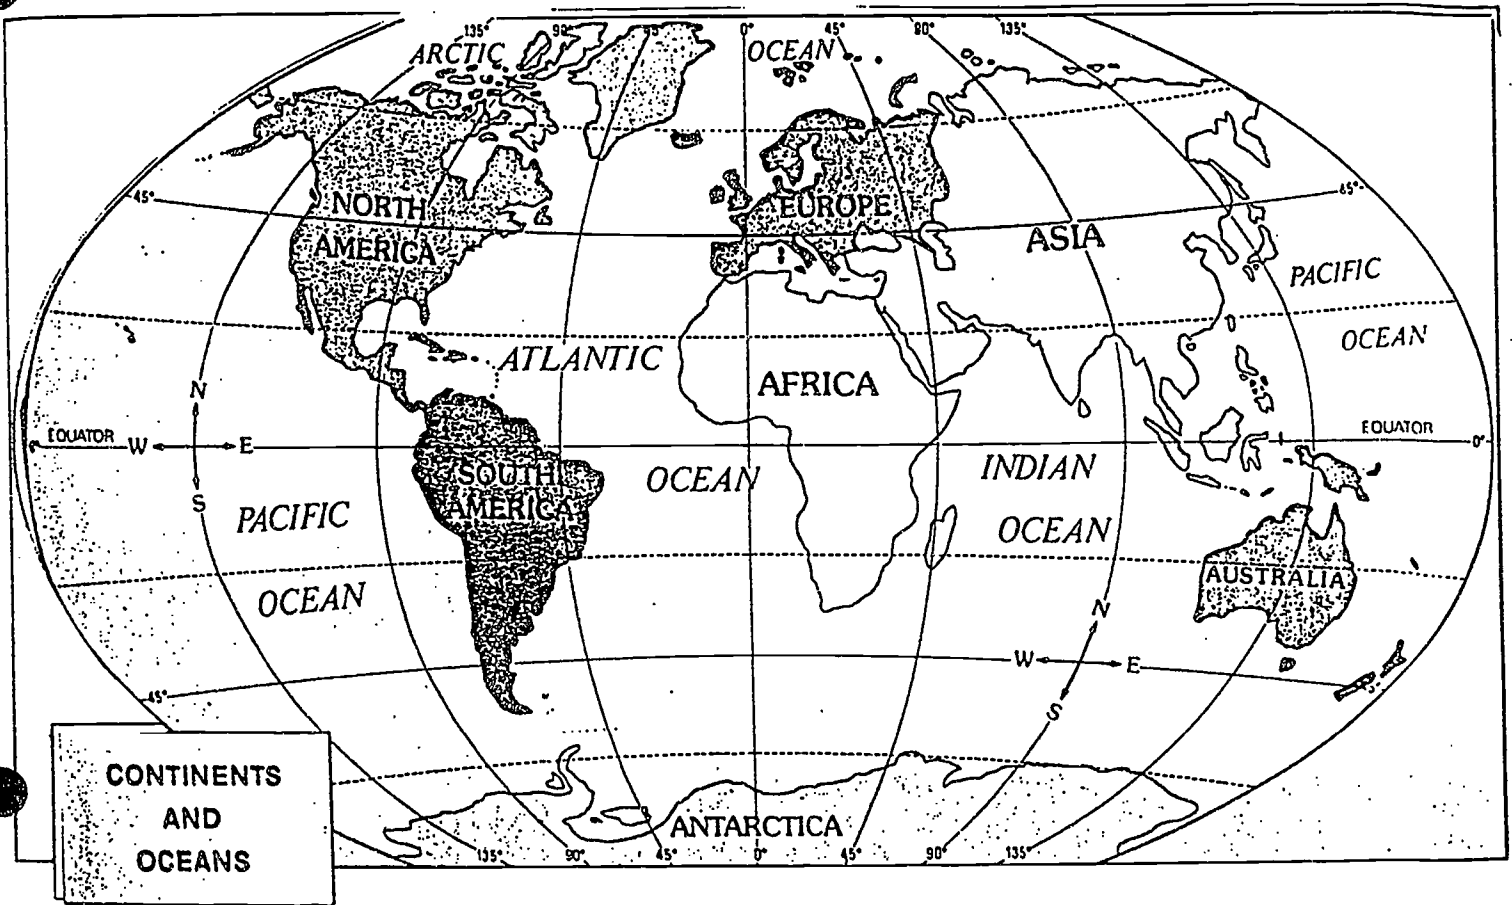 135° 90° 45° 0° 45° 80° 135°
ARCTIC OCEAN
45° 45°
NORTH
AMERICA
EUROPE
ASIA
PACIFIC
OCEAN
ATLANTIC
AFRICA
N
EQUATOR W E
S
EQUATOR 0°
SOUTH
AMERICA
OCEAN
INDIAN
OCEAN
PACIFIC
OCEAN
AUSTRALIA
N
W E
S
45°
CONTINENTS
AND
OCEANS
ANTARCTICA
135° 90° 45° 0° 45° 90° 135°